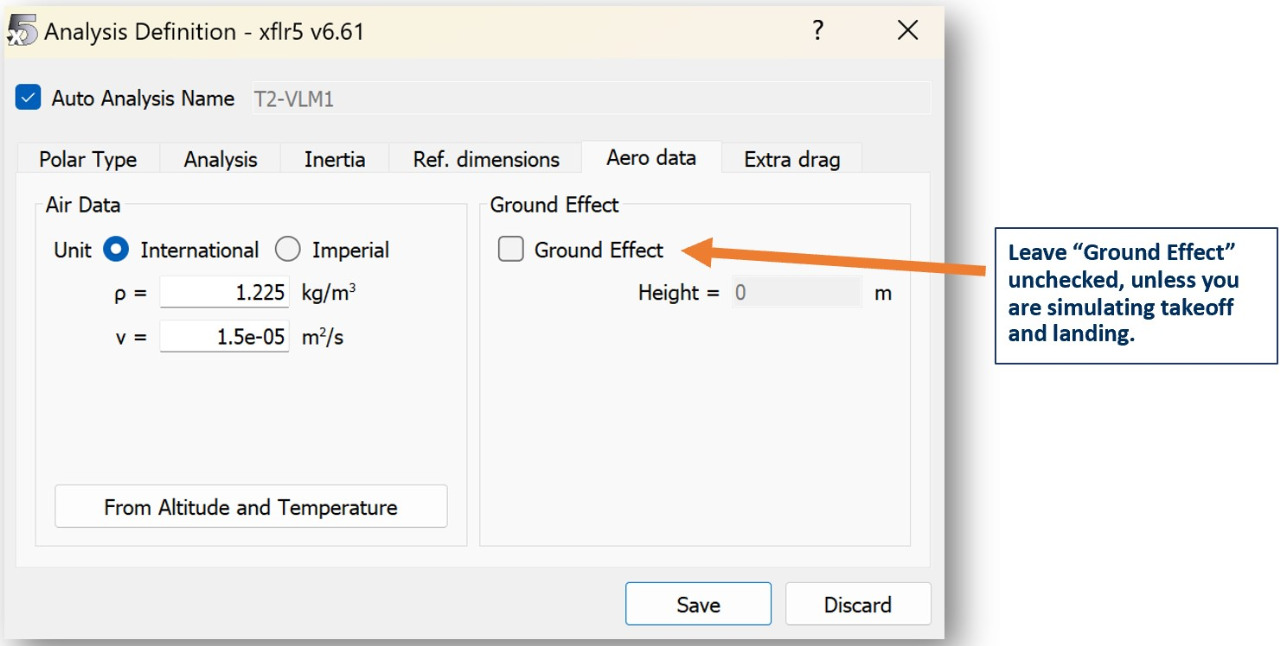 Analysis Definition - xflr5 v6.61
?
Auto Analysis Name T2-VLM1
Polar Type Analysis Inertia Ref. dimensions Aero data Extra drag
Air Data
Unit International Imperial
ρ = 1.225 kg/m³
ν = 1.5e-05 m²/s
From Altitude and Temperature
Ground Effect
Ground Effect
Height = 0 m
Leave “Ground Effect”
unchecked, unless you
are simulating takeoff
and landing.
Save Discard